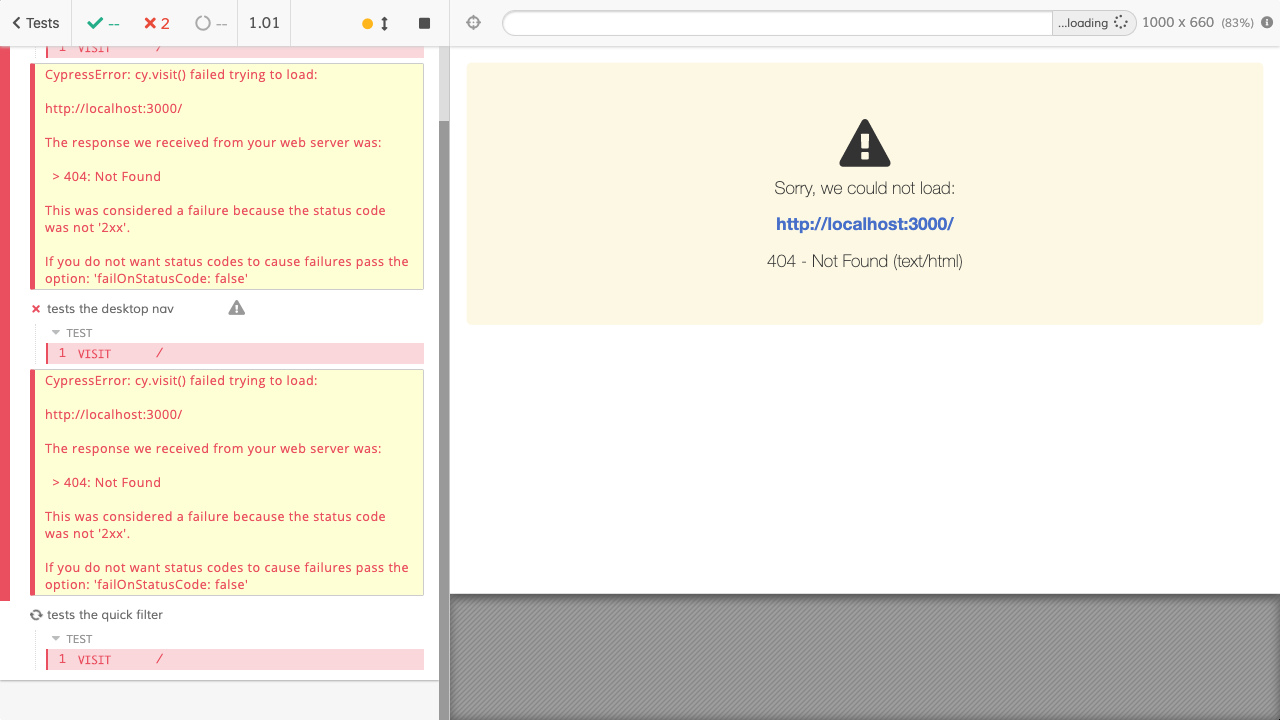 Tests
--
2
--
1.01
...loading
1000 x 660 (83%)
1 VISIT /
CypressError: cy.visit() failed trying to load:
http://localhost:3000/
The response we received from your web server was:
> 404: Not Found
This was considered a failure because the status code
was not '2xx'.
If you do not want status codes to cause failures pass the
option: 'failOnStatusCode: false'
tests the desktop nav
TEST
1 VISIT /
CypressError: cy.visit() failed trying to load:
http://localhost:3000/
The response we received from your web server was:
> 404: Not Found
This was considered a failure because the status code
was not '2xx'.
If you do not want status codes to cause failures pass the
option: 'failOnStatusCode: false'
tests the quick filter
TEST
1 VISIT /
Sorry, we could not load:
http://localhost:3000/
404 - Not Found (text/html)